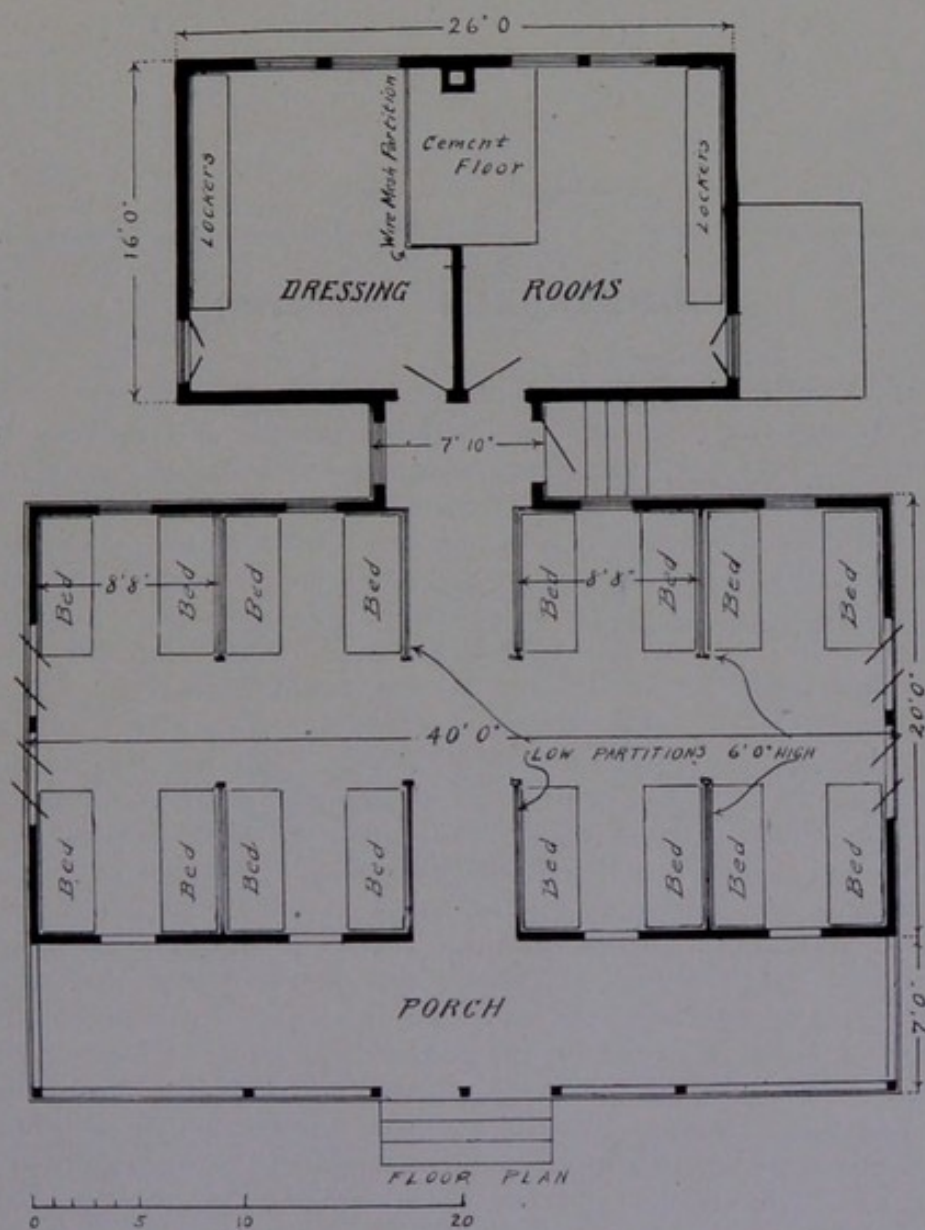 26' 0
16' 0"
LOCKERS
Wire Mesh Partition
Cement
Floor
LOCKERS
DRESSING ROOMS
7' 10"
Bed
8' 8"
Bed
Bed
Bed
Bed
8' 8"
Bed
Bed
Bed
40' 0"
20' 0"
LOW PARTITIONS 6' 0" HIGH
Bed
Bed
Bed
Bed
Bed
Bed
Bed
Bed
PORCH
7' 0"
FLOOR PLAN
0 5 10 20